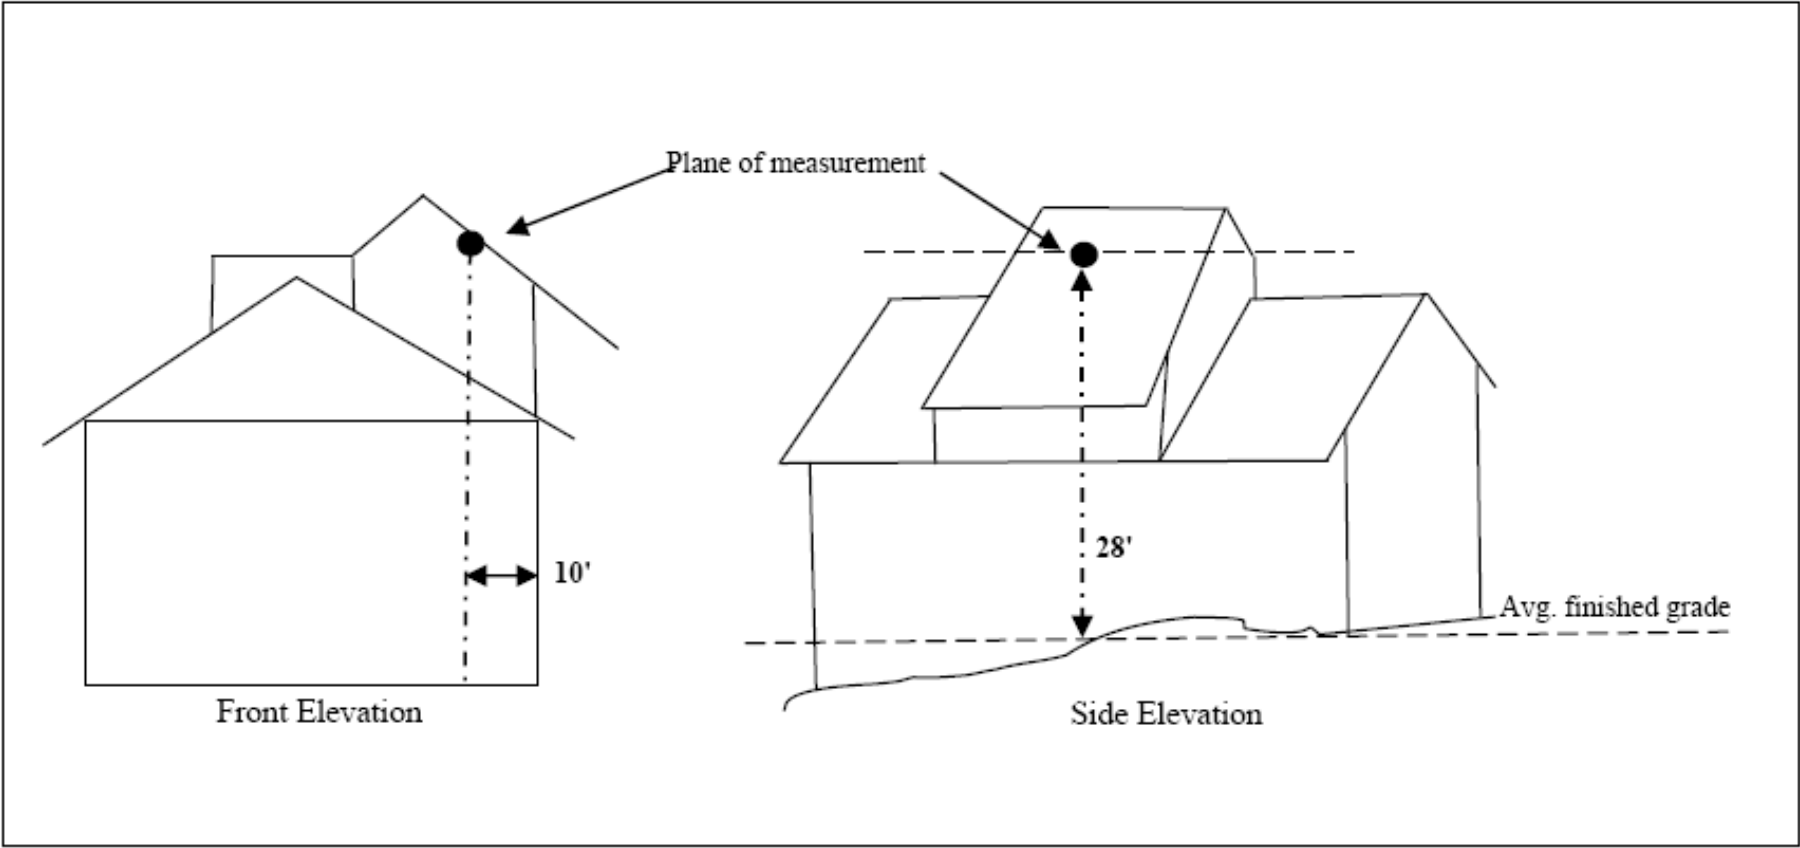 Plane of measurement
10'
28'
Avg. finished grade
Front Elevation
Side Elevation